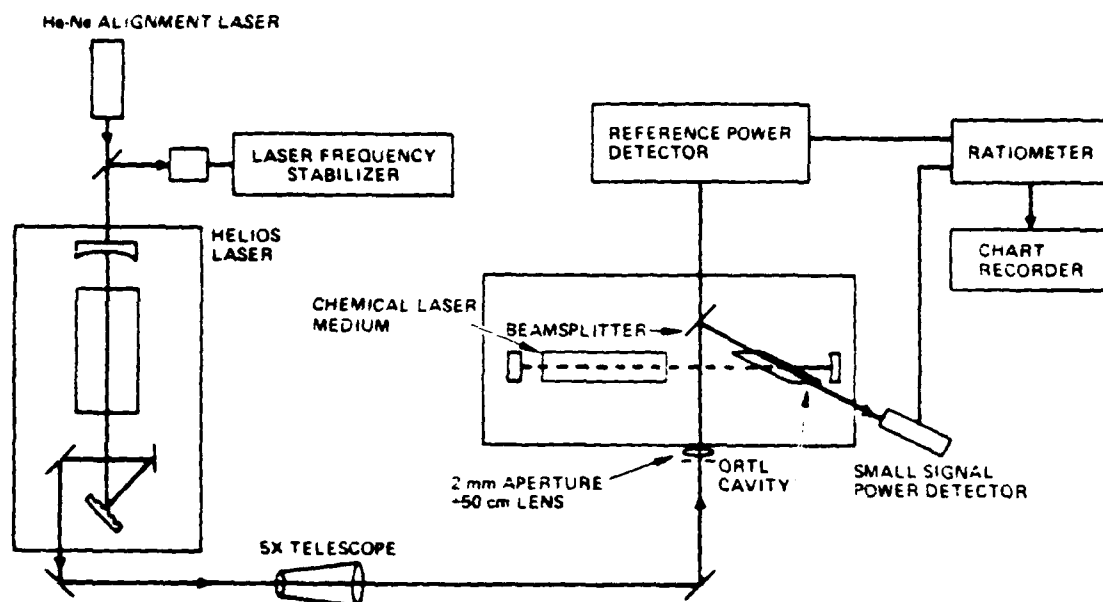 He-Ne ALIGNMENT LASER
LASER FREQUENCY
STABILIZER
HELIOS
LASER
REFERENCE POWER
DETECTOR
RATIOMETER
CHART
RECORDER
CHEMICAL LASER
MEDIUM
BEAMSPLITTER
2 mm APERTURE
+50 cm LENS
ORTL
CAVITY
SMALL SIGNAL
POWER DETECTOR
5X TELESCOPE